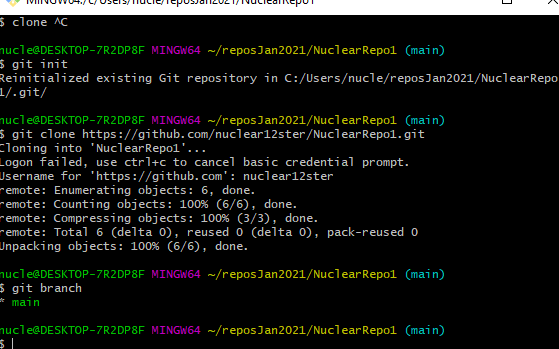 MINGW64:/c/Users/nucle/reposJan2021/NuclearRepo1
$ clone ^C
nucle@DESKTOP-7R2DP8F MINGW64 ~/reposJan2021/NuclearRepo1 (main)
$ git init
Reinitialized existing Git repository in C:/Users/nucle/reposJan2021/NuclearRepo
1/.git/
nucle@DESKTOP-7R2DP8F MINGW64 ~/reposJan2021/NuclearRepo1 (main)
$ git clone https://github.com/nuclear12ster/NuclearRepo1.git
Cloning into 'NuclearRepo1'...
Logon failed, use ctrl+c to cancel basic credential prompt.
Username for 'https://github.com': nuclear12ster
remote: Enumerating objects: 6, done.
remote: Counting objects: 100% (6/6), done.
remote: Compressing objects: 100% (3/3), done.
remote: Total 6 (delta 0), reused 0 (delta 0), pack-reused 0
Unpacking objects: 100% (6/6), done.
nucle@DESKTOP-7R2DP8F MINGW64 ~/reposJan2021/NuclearRepo1 (main)
$ git branch
* main
nucle@DESKTOP-7R2DP8F MINGW64 ~/reposJan2021/NuclearRepo1 (main)
$